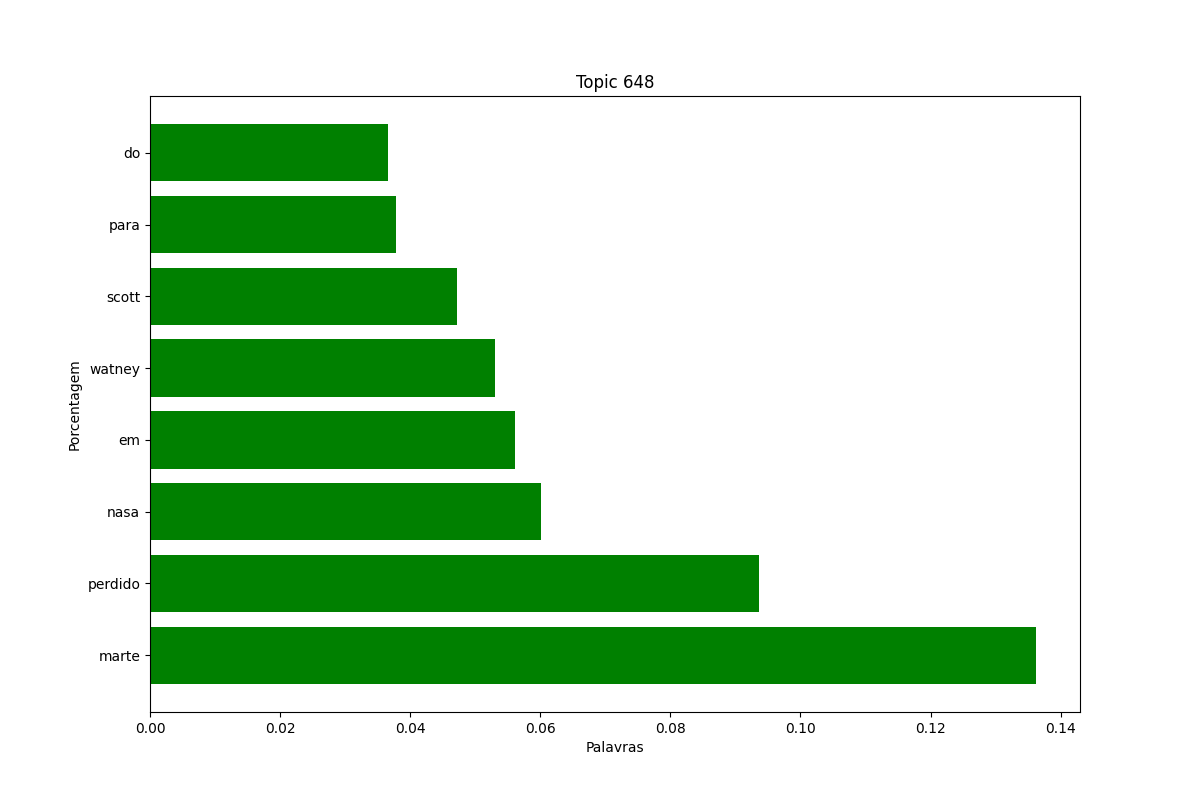 Topic 648
do
para
scott
watney
em
nasa
perdido
marte
Porcentagem
0.00 0.02 0.04 0.06 0.08 0.10 0.12 0.14
Palavras